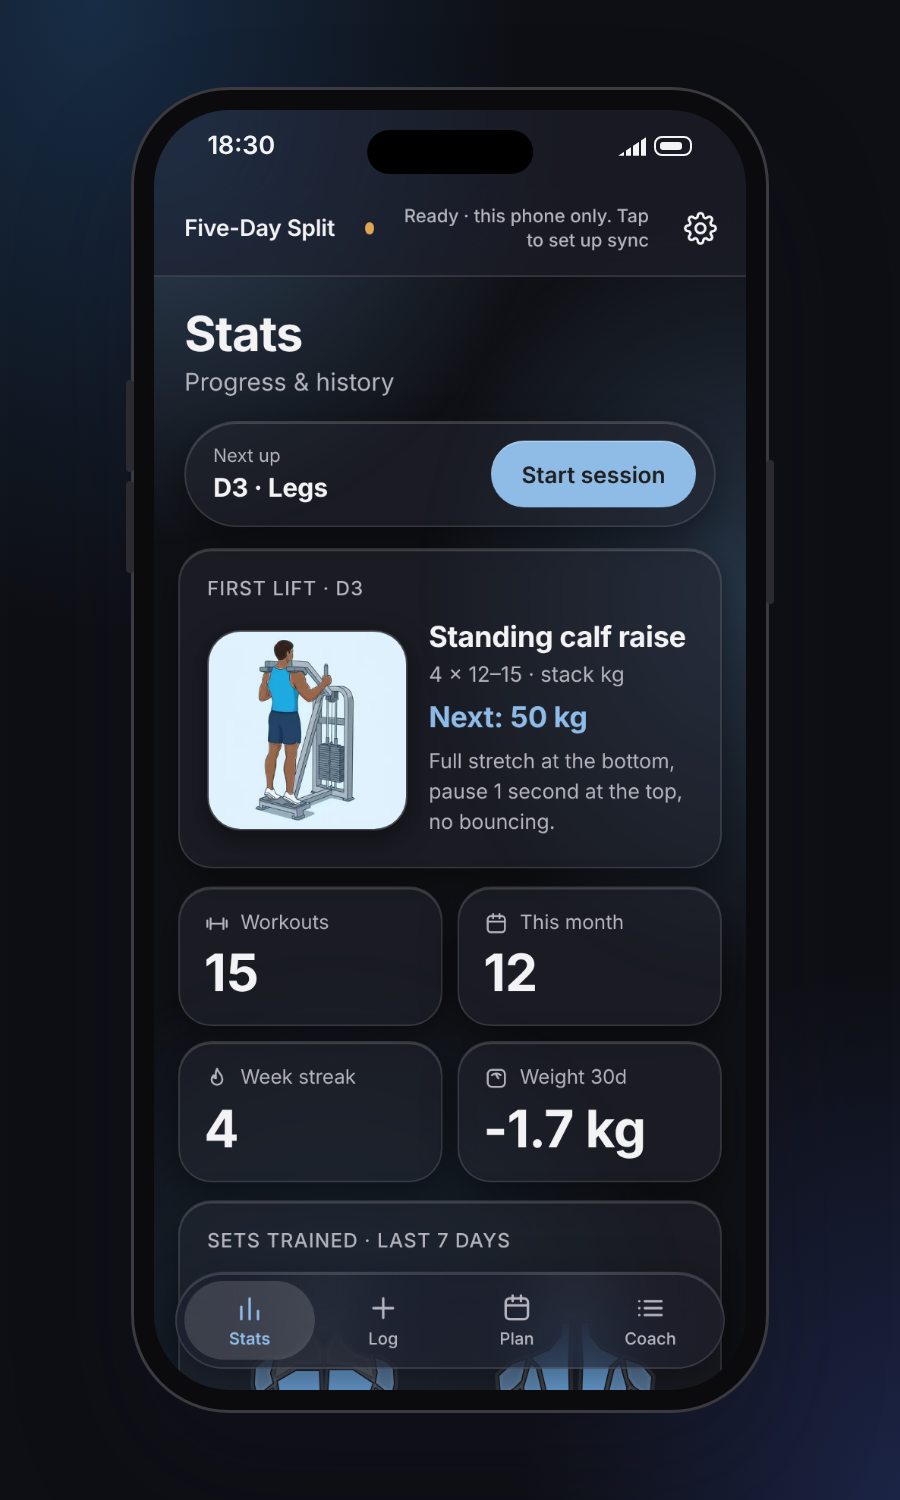 18:30
Five-Day Split
Ready · this phone only. Tap
to set up sync
Stats
Progress & history
Next up
D3 · Legs
Start session
FIRST LIFT · D3
Standing calf raise
4 × 12–15 · stack kg
Next: 50 kg
Full stretch at the bottom,
pause 1 second at the top,
no bouncing.
Workouts
15
This month
12
Week streak
4
Weight 30d
-1.7 kg
SETS TRAINED · LAST 7 DAYS
Stats
Log
Plan
Coach